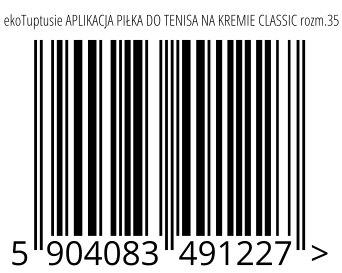 ekoTuptusie APLIKACJA PIŁKA DO TENISA NA KREMIE CLASSIC rozm.35
5 904083 491227 >